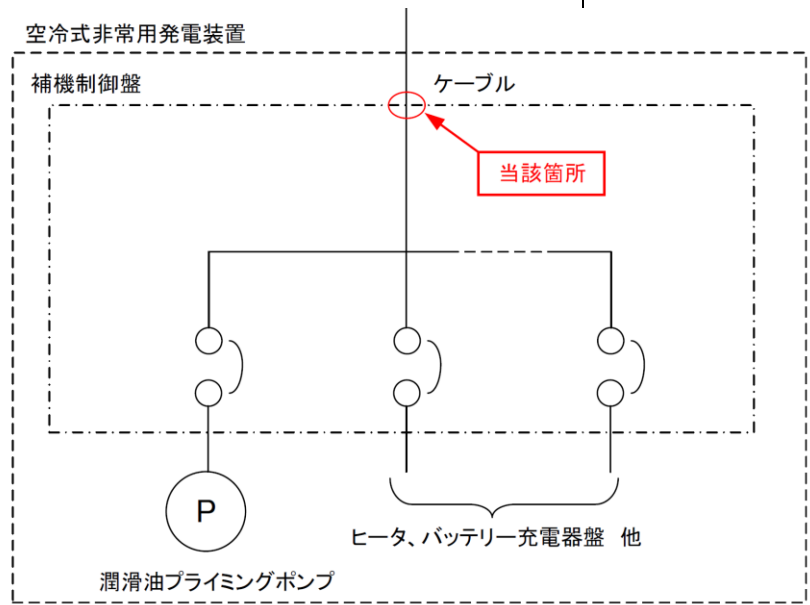 空冷式非常用発電装置
補機制御盤
ケーブル
当該箇所
P
ヒータ、バッテリー充電器盤 他
潤滑油プライミングポンプ